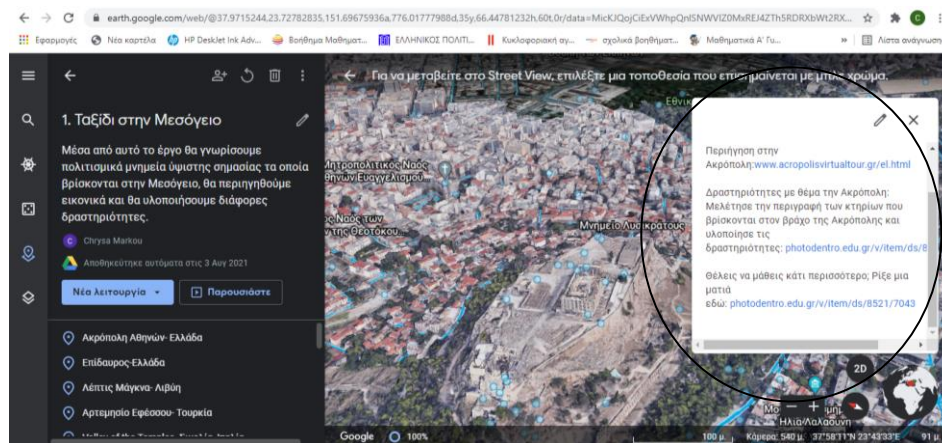 earth.google.com/web/@37.9715244,23.72782835,151.69675936a,776.01777988d,35y,66.44781232h,60t,0r/data=MickJQojCiExVWhpQnlSNWVlZ0MxREJ4ZTh5RDRXbWt2RX...
Εφαρμογές Νέα καρτέλα HP DeskJet Ink Adv... Βοήθημα Μαθηματ... ΕΛΛΗΝΙΚΟΣ ΠΟΛΙΤΙ... Κυκλοφοριακή αγ... σχολικά βοηθήματ... Μαθηματικά Α' Γυ... » Λίστα ανάγνωσης
Για να μεταβείτε στο Street View, επιλέξτε μια τοποθεσία που επισημαίνεται με μπλε χρώμα.
1. Ταξίδι στην Μεσόγειο
Μέσα από αυτό το έργο θα γνωρίσουμε
πολιτισμικά μνημεία ύψιστης σημασίας τα οποία
βρίσκονται στην Μεσόγειο, θα περιηγηθούμε
εικονικά και θα υλοποιήσουμε διάφορες
δραστηριότητες.
C Chrysa Markou
Αποθηκεύτηκε αυτόματα στις 3 Αυγ 2021
Νέα λειτουργία Παρουσιάστε
Ακρόπολη Αθηνών- Ελλάδα
Επίδαυρος-Ελλάδα
Λέπτις Μάγκνα- Λιβύη
Αρτεμησίο Εφέσσου- Τουρκία
Εθνικ
Μητροπολιτικός Ναός
Ευαγγελισμού
ς Ναός των
Θεοτόκου
Μνημείο Λυσικράτους
Περιήγηση στην
Ακρόπολη:www.acropolisvirtualtour.gr/el.html
Δραστηριότητες με θέμα την Ακρόπολη:
Μελέτησε την περιγραφή των κτηρίων που
βρίσκονται στον βράχο της Ακρόπολης και
υλοποίησε τις
δραστηριότητες: photodentro.edu.gr/v/item/ds/8
Θέλεις να μάθεις κάτι περισσότερο; Ρίξε μια
ματιά
εδώ: photodentro.edu.gr/v/item/ds/8521/7043
2D
Google 100% 100 μ. Κάμερα: 540 μ. 37°58'11"N 23°43'33"E 91 μ